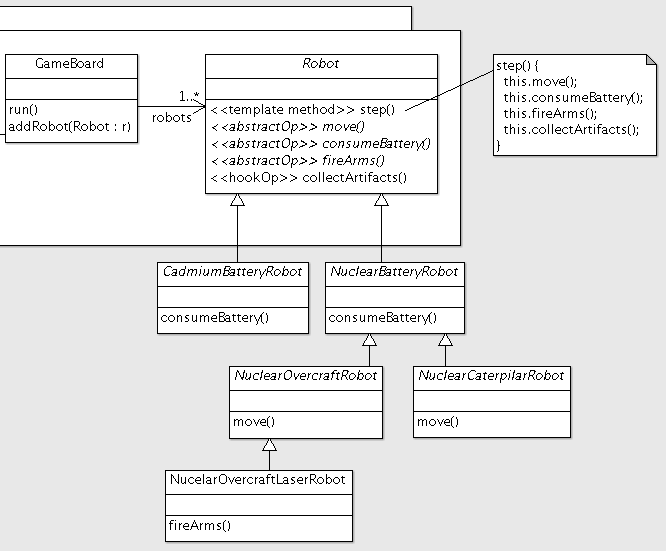 GameBoard
run()
addRobot(Robot : r)
1..*
robots
Robot
<<template method>> step()
<<abstractOp>> move()
<<abstractOp>> consumeBattery()
<<abstractOp>> fireArms()
<<hookOp>> collectArtifacts()
step() {
this.move();
this.consumeBattery();
this.fireArms();
this.collectArtifacts();
}
CadmiumBatteryRobot
consumeBattery()
NuclearBatteryRobot
consumeBattery()
NuclearOvercraftRobot
move()
NuclearCaterpilarRobot
move()
NucelarOvercraftLaserRobot
fireArms()